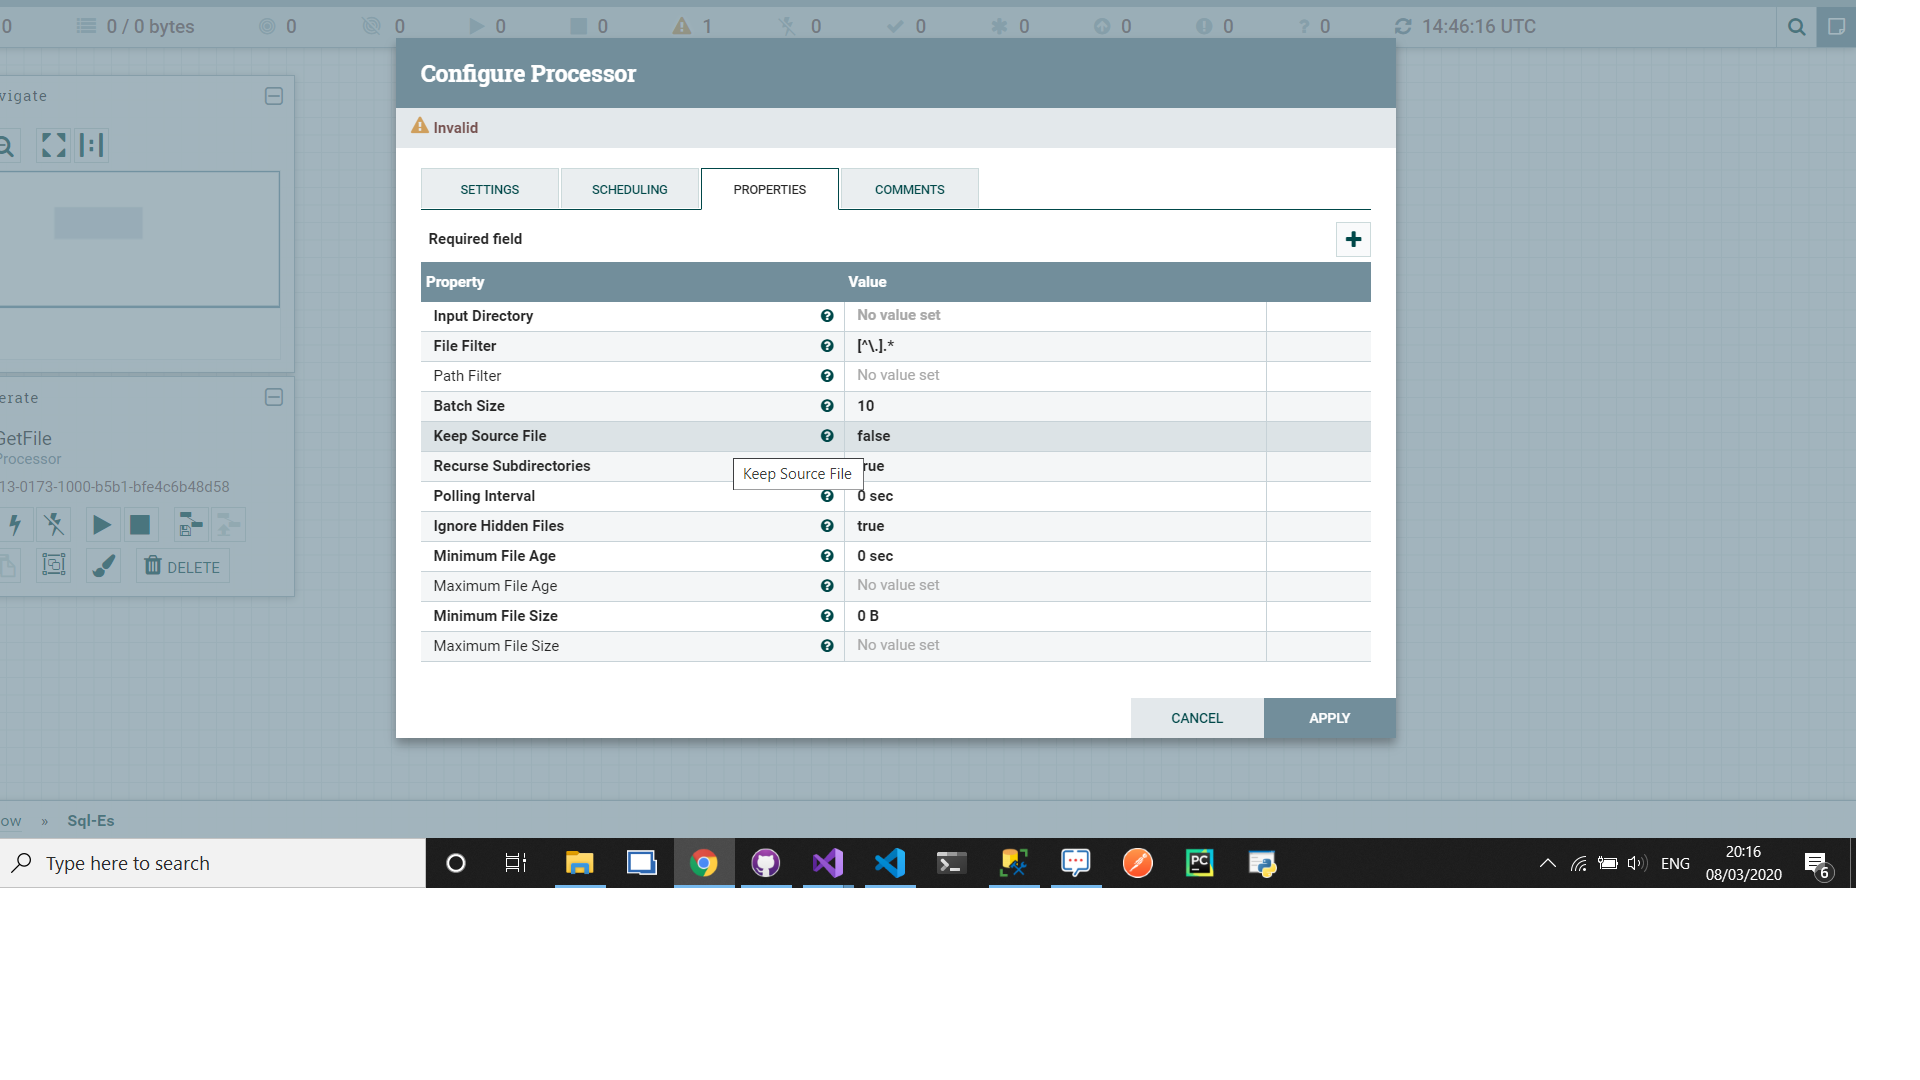 0 0 / 0 bytes 0 0 0 0 1 0 0 0 0 0 0 14:46:16 UTC
Configure Processor
Invalid
vigate
SETTINGS SCHEDULING PROPERTIES COMMENTS
Required field
Property Value
Input Directory No value set
File Filter [^\.].*
Path Filter No value set
Batch Size 10
Keep Source File false
Recurse Subdirectories rue
Keep Source File
Polling Interval 0 sec
Ignore Hidden Files true
Minimum File Age 0 sec
Maximum File Age No value set
Minimum File Size 0 B
Maximum File Size No value set
CANCEL APPLY
erate
GetFile
Processor
13-0173-1000-b5b1-bfe4c6b48d58
DELETE
ow » Sql-Es
Type here to search
PC
ENG
20:16
08/03/2020
6